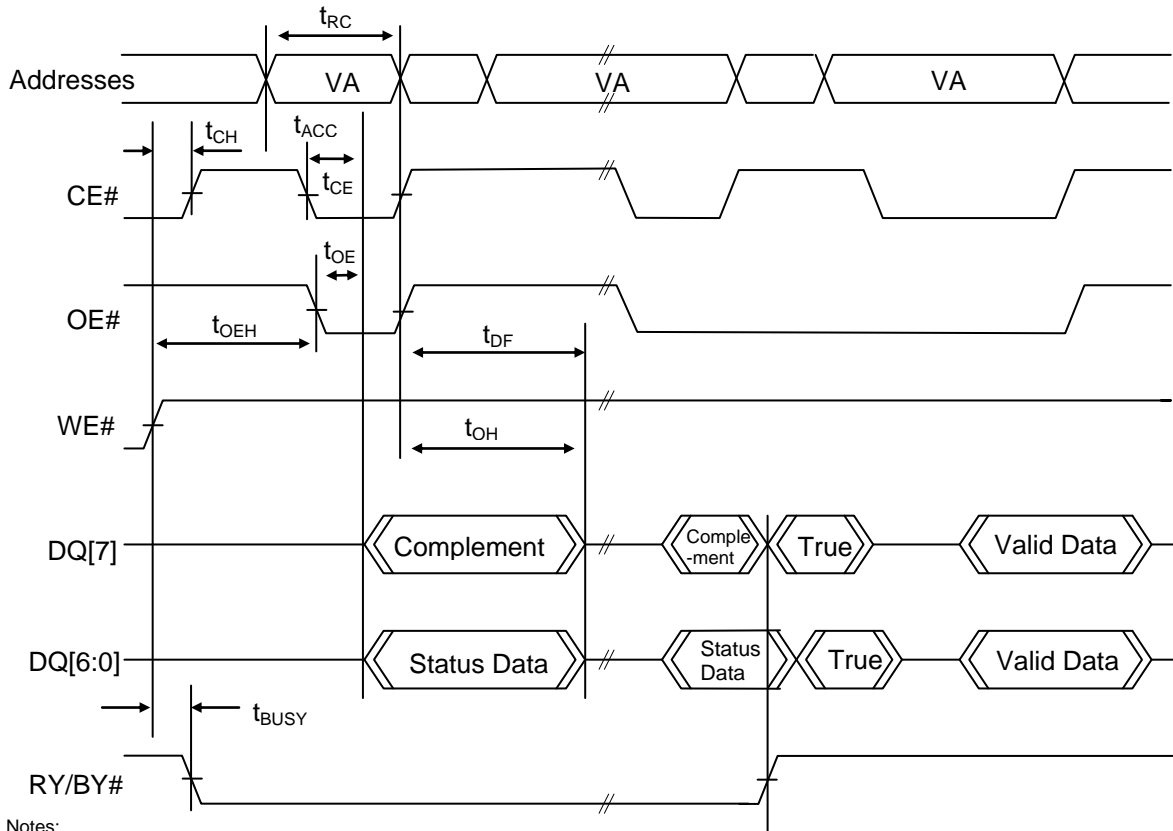 tRC
Addresses
VA
VA
VA
tCH
tACC
CE#
tCE
tOE
OE#
tOEH
tDF
WE#
tOH
DQ[7]
Complement
Comple
-ment
True
Valid Data
DQ[6:0]
Status Data
Status
Data
True
Valid Data
tBUSY
RY/BY#
Notes: